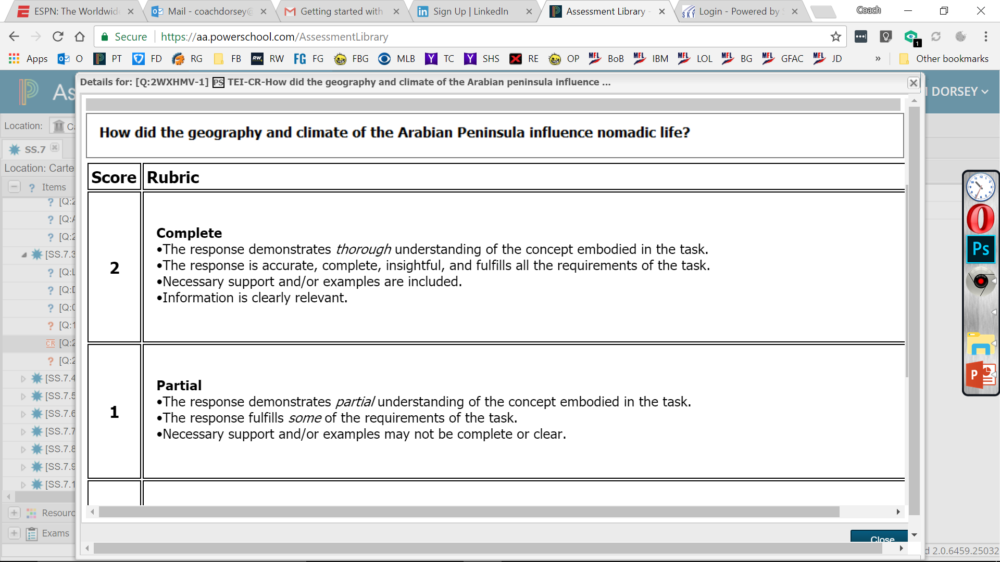 ESPN: The Worldwide
Mail - coachdorsey@
Getting started with
Sign Up | LinkedIn
Assessment Library -
Login - Powered by S
Coach
Secure
https://aa.powerschool.com/AssessmentLibrary
1
Apps O PT FD RG FB RW RW FG FG FBG MLB TC SHS RE OP BoB IBM LOL BG GFAC JD » Other bookmarks
As
DORSEY
Details for: [Q:2WXHMV-1] PS TEI-CR-How did the geography and climate of the Arabian peninsula influence ...
Location:
How did the geography and climate of the Arabian Peninsula influence nomadic life?
SS.7
Location: Carte
Score Rubric
Items
[Q:2
[Q:A
[Q:2
[SS.7.3
[Q:L
[Q:D
[Q:1
CR [Q:2
[Q:2
[SS.7.4
[SS.7.5
[SS.7.6
[SS.7.7
[SS.7.8
[SS.7.9
[SS.7.1
2
Complete
•The response demonstrates thorough understanding of the concept embodied in the task.
•The response is accurate, complete, insightful, and fulfills all the requirements of the task.
•Necessary support and/or examples are included.
•Information is clearly relevant.
1
Partial
•The response demonstrates partial understanding of the concept embodied in the task.
•The response fulfills some of the requirements of the task.
•Necessary support and/or examples may not be complete or clear.
Ps
P
Resourc
Exams
Close
d 2.0.6459.25032